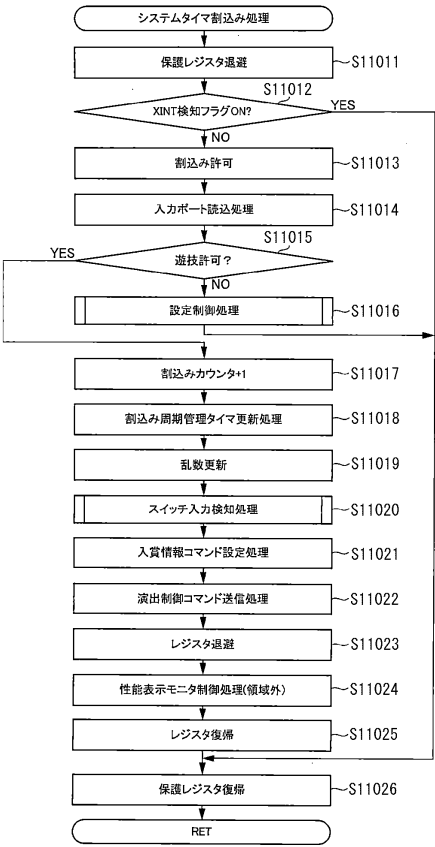 システムタイマ割込み処理
保護レジスタ退避
S11011
S11012
XINT検知フラグON?
YES
NO
割込み許可
S11013
入力ポート読込処理
S11014
S11015
YES
遊技許可？
NO
設定制御処理
S11016
割込みカウンタ+1
S11017
割込み周期管理タイマ更新処理
S11018
乱数更新
S11019
スイッチ入力検知処理
S11020
入賞情報コマンド設定処理
S11021
演出制御コマンド送信処理
S11022
レジスタ退避
S11023
性能表示モニタ制御処理(領域外)
S11024
レジスタ復帰
S11025
保護レジスタ復帰
S11026
RET